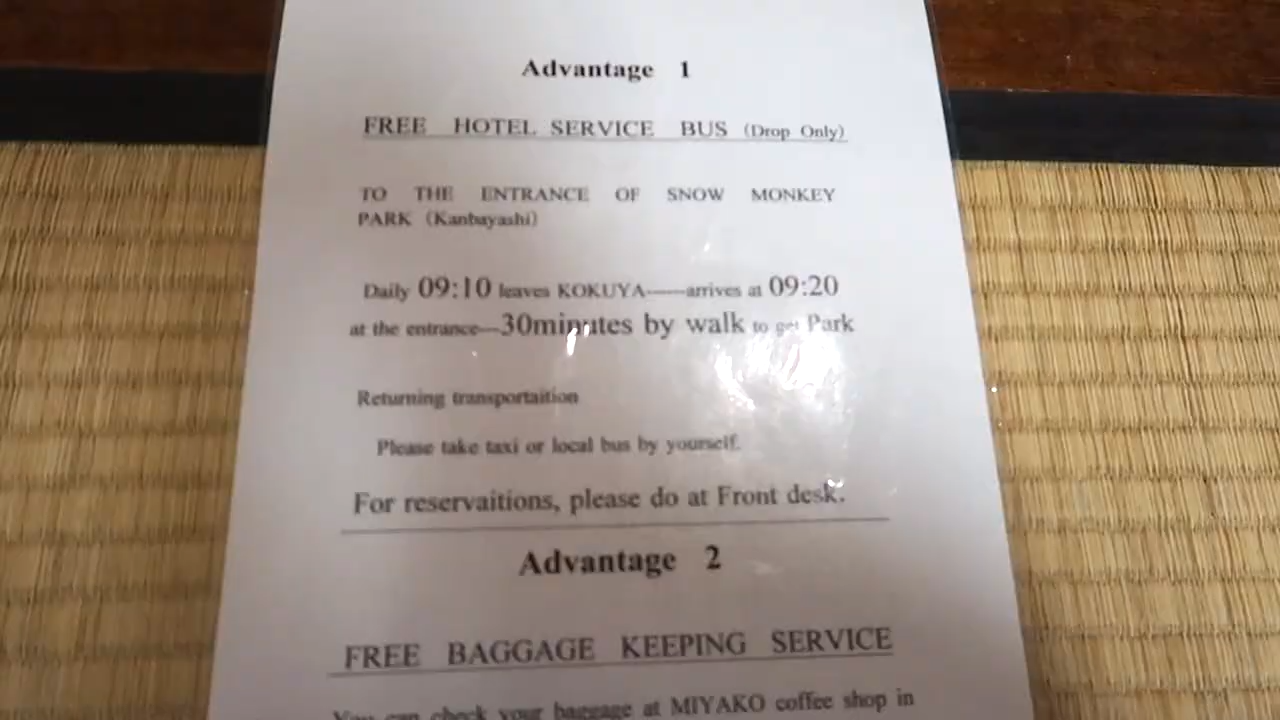 Advantage 1
FREE HOTEL SERVICE BUS (Drop Only)
TO THE ENTRANCE OF SNOW MONKEY
PARK (Kanbayashi)
Daily 09:10 leaves KOKUYA——arrives at 09:20
at the entrance—30minutes by walk to get Park
Returning transportaition
Please take taxi or local bus by yourself.
For reservaitions, please do at Front desk.
Advantage 2
FREE BAGGAGE KEEPING SERVICE
You can check your baggage at MIYAKO coffee shop in